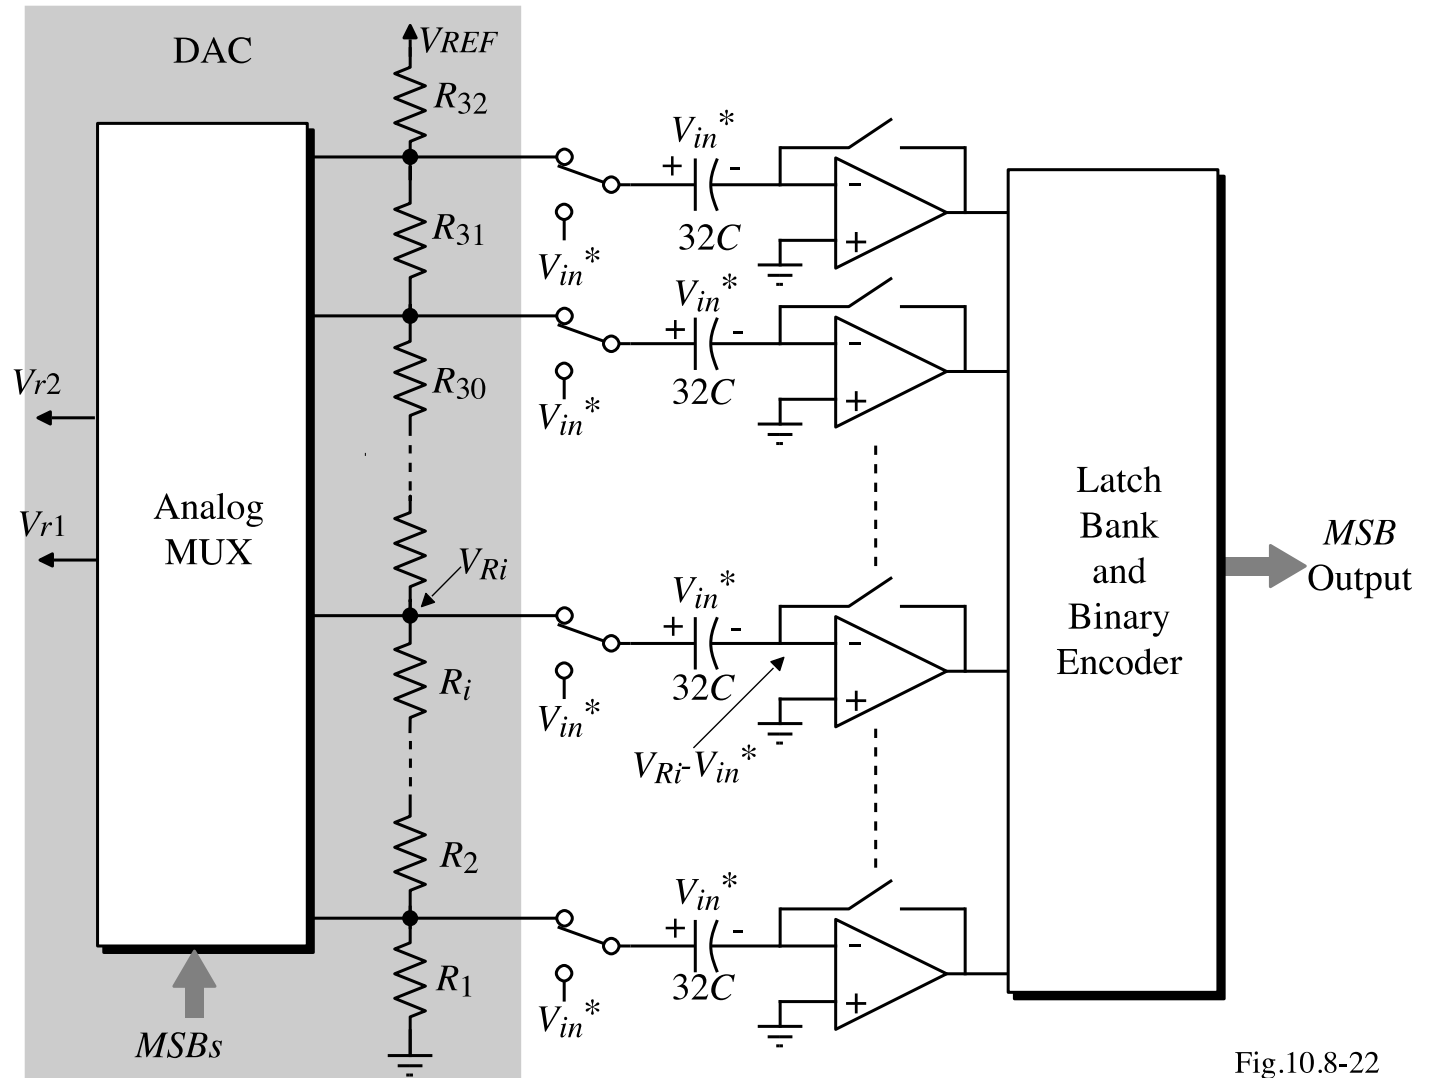 DAC
VREF
R32
Vin*
+ -
32C
- +
Vin*
R31
Vin*
+ -
32C
- +
Vin*
R30
Vr2
Vr1
Analog
MUX
VRi
Vin*
+ -
32C
- +
Vin*
Ri
VRi-Vin*
Latch
Bank
and
Binary
Encoder
MSB
Output
R2
Vin*
+ -
32C
- +
Vin*
R1
MSBs
Fig.10.8-22